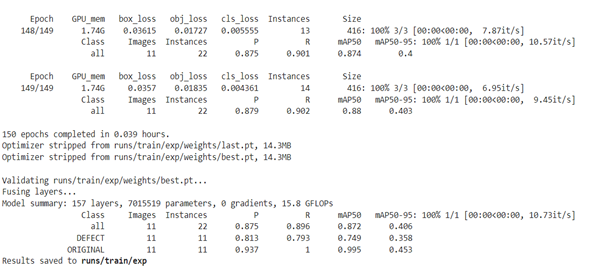 Epoch GPU_mem box_loss obj_loss cls_loss Instances Size
148/149 1.74G 0.03615 0.01727 0.005555 13 416: 100% 3/3 [00:00<00:00, 7.87it/s]
Class Images Instances P R mAP50 mAP50-95: 100% 1/1 [00:00<00:00, 10.57it/s]
all 11 22 0.875 0.901 0.874 0.4
Epoch GPU_mem box_loss obj_loss cls_loss Instances Size
149/149 1.74G 0.0357 0.01835 0.004361 14 416: 100% 3/3 [00:00<00:00, 6.95it/s]
Class Images Instances P R mAP50 mAP50-95: 100% 1/1 [00:00<00:00, 9.45it/s]
all 11 22 0.879 0.902 0.88 0.403
150 epochs completed in 0.039 hours.
Optimizer stripped from runs/train/exp/weights/last.pt, 14.3MB
Optimizer stripped from runs/train/exp/weights/best.pt, 14.3MB
Validating runs/train/exp/weights/best.pt...
Fusing layers...
Model summary: 157 layers, 7015519 parameters, 0 gradients, 15.8 GFLOPs
Class Images Instances P R mAP50 mAP50-95: 100% 1/1 [00:00<00:00, 10.73it/s]
all 11 22 0.875 0.896 0.872 0.406
DEFECT 11 11 0.813 0.793 0.749 0.358
ORIGINAL 11 11 0.937 1 0.995 0.453
Results saved to runs/train/exp